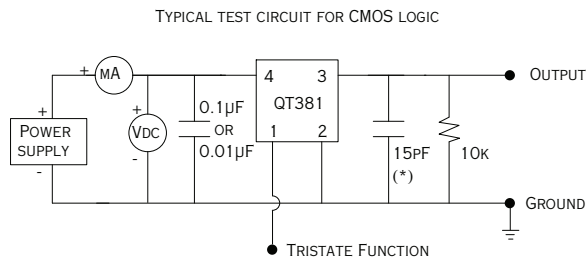 TYPICAL TEST CIRCUIT FOR CMOS LOGIC
+ MA
4 3
OUTPUT
QT381
1 2
+
POWER
SUPPLY
-
+
VDC
-
0.1µF
OR
0.01µF
15PF
(*)
10K
GROUND
TRISTATE FUNCTION